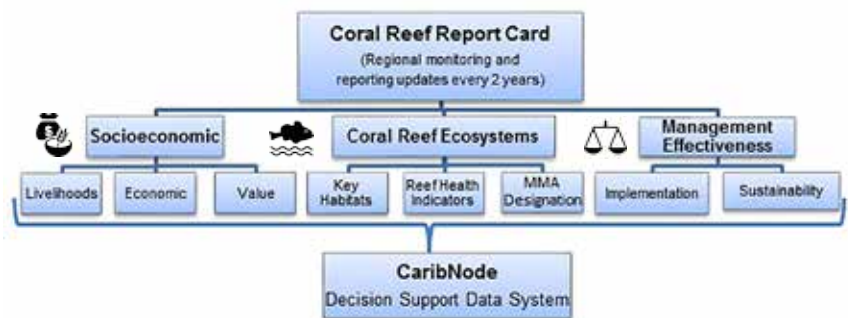 Coral Reef Report Card
(Regional monitoring and
reporting updates every 2 years)
Socioeconomic
Coral Reef Ecosystems
Management
Effectiveness
Livelihoods
Economic
Value
Key
Habitats
Reef Health
Indicators
MMA
Designation
Implementation
Sustainability
CaribNode
Decision Support Data System